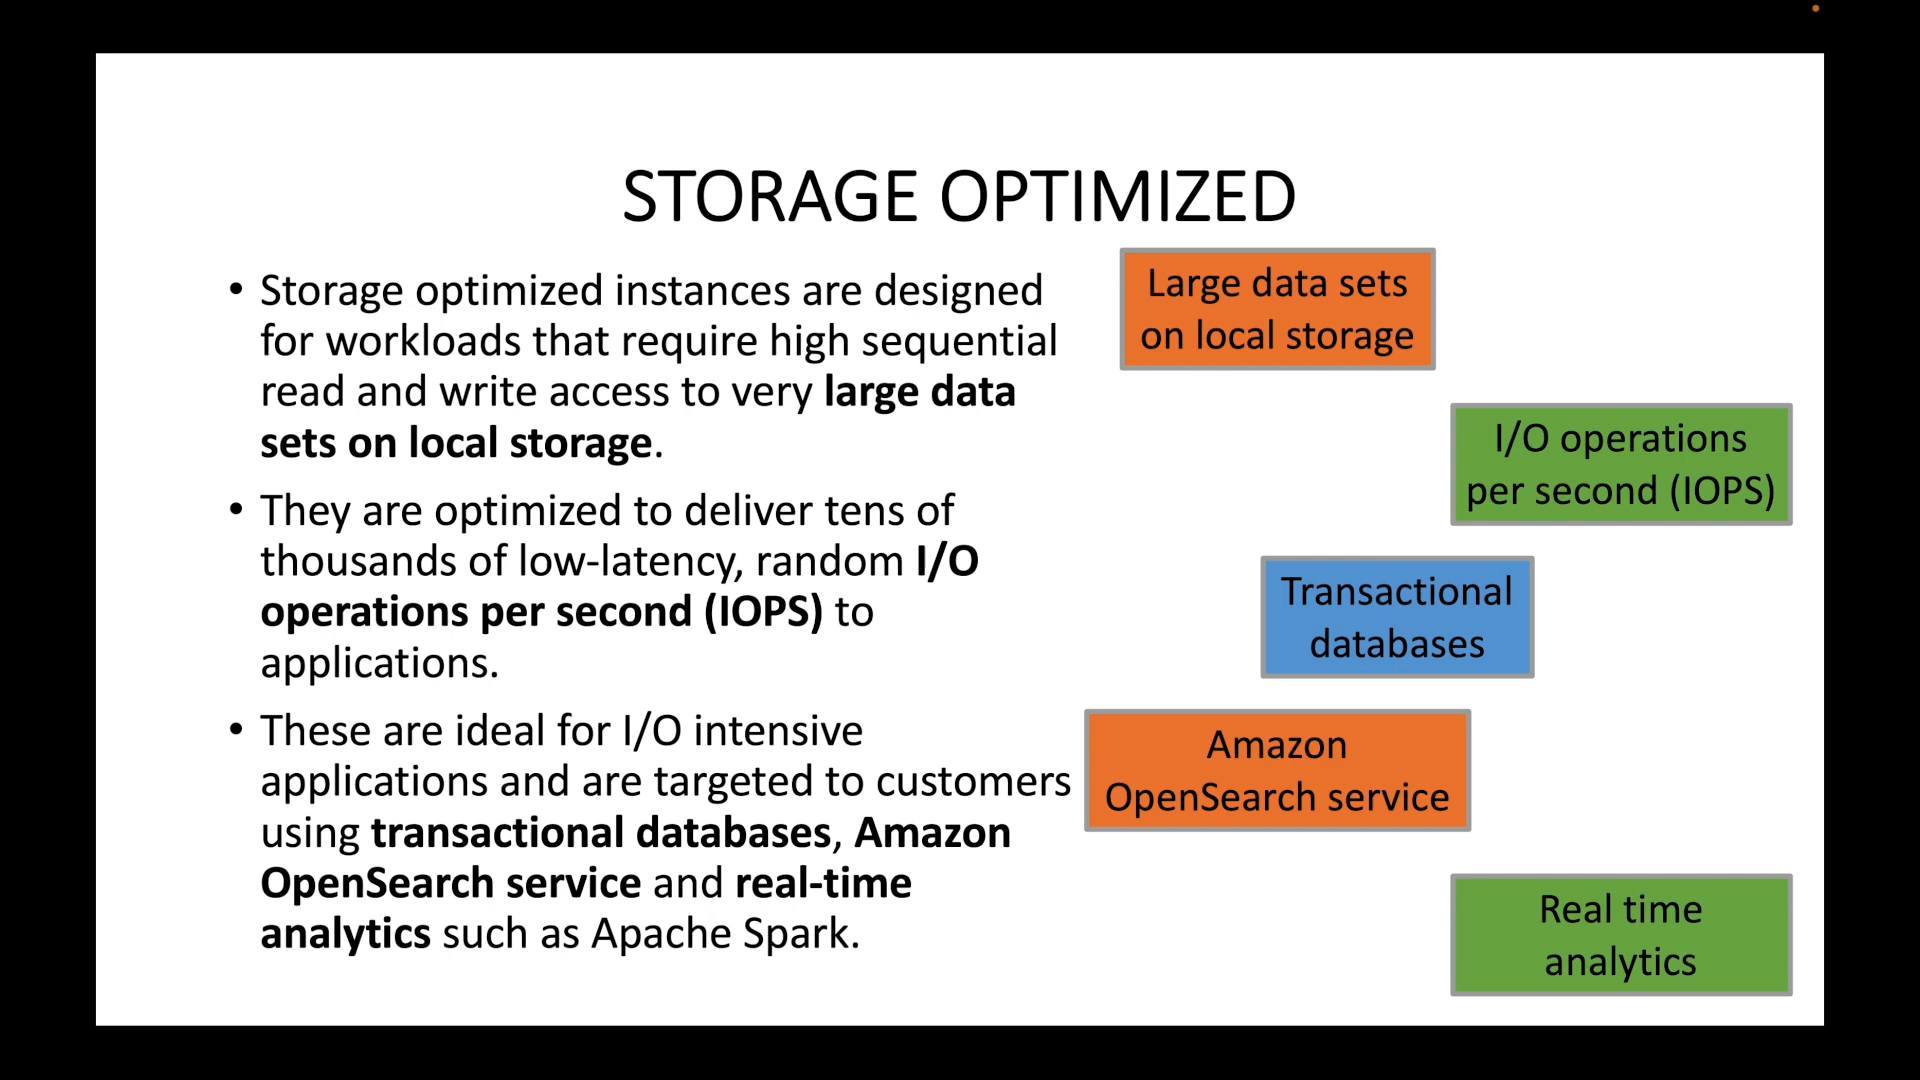 STORAGE OPTIMIZED
• Storage optimized instances are designed
for workloads that require high sequential
read and write access to very large data
sets on local storage.
• They are optimized to deliver tens of
thousands of low-latency, random I/O
operations per second (IOPS) to
applications.
• These are ideal for I/O intensive
applications and are targeted to customers
using transactional databases, Amazon
OpenSearch service and real-time
analytics such as Apache Spark.
Large data sets
on local storage
I/O operations
per second (IOPS)
Transactional
databases
Amazon
OpenSearch service
Real time
analytics